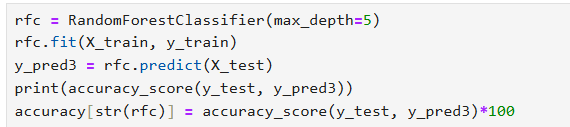 rfc = RandomForestClassifier(max_depth=5)
rfc.fit(X_train, y_train)
y_pred3 = rfc.predict(X_test)
print(accuracy_score(y_test, y_pred3))
accuracy[str(rfc)] = accuracy_score(y_test, y_pred3)*100